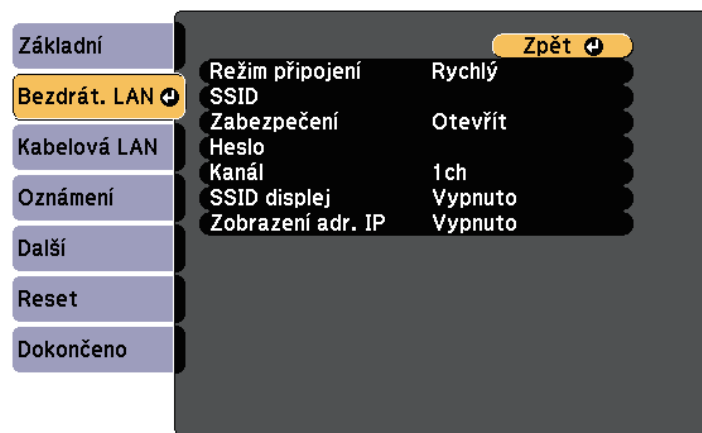 Základní
Bezdrát. LAN
Kabelová LAN
Oznámení
Další
Reset
Dokončeno
Zpět
Režim připojení Rychlý
SSID
Zabezpečení Otevřít
Heslo
Kanál 1ch
SSID displej Vypnuto
Zobrazení adr. IP Vypnuto